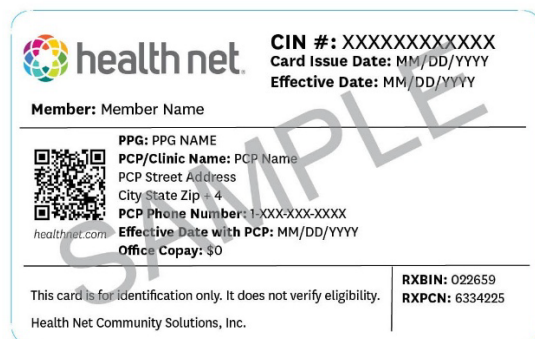 health net.
CIN #: XXXXXXXXXXXX
Card Issue Date: MM/DD/YYYY
Effective Date: MM/DD/YYYY
Member: Member Name
PPG: PPG NAME
PCP/Clinic Name: PCP Name
PCP Street Address
City State Zip + 4
PCP Phone Number: 1-XXX-XXX-XXXX
Effective Date with PCP: MM/DD/YYYY
Office Copay: $0
healthnet.com
SAMPLE
This card is for identification only. It does not verify eligibility.
Health Net Community Solutions, Inc.
RXBIN: 022659
RXPCN: 6334225